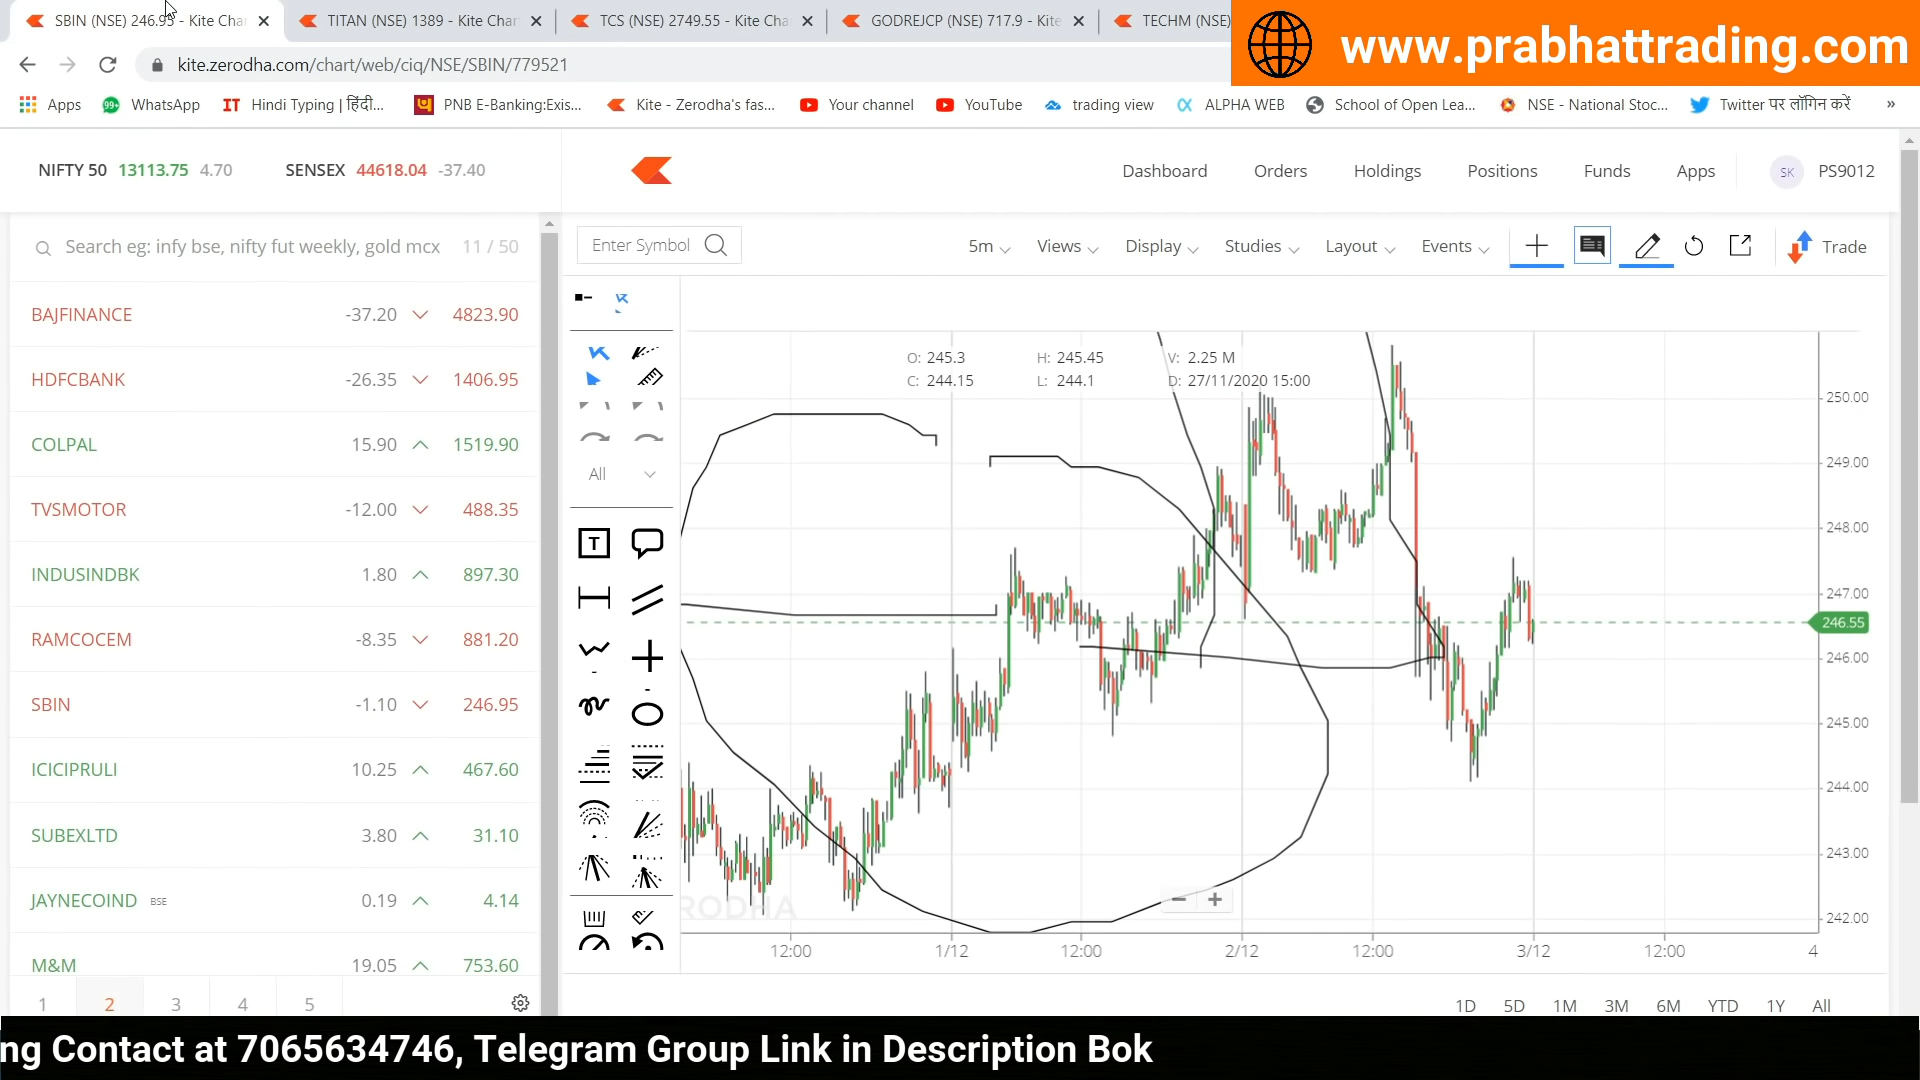 SBIN (NSE) 246.95 - Kite Cha
TITAN (NSE) 1389 - Kite Char
TCS (NSE) 2749.55 - Kite Cha
GODREJCP (NSE) 717.9 - Kite
TECHM (NSE)
www.prabhattrading.com
kite.zerodha.com/chart/web/ciq/NSE/SBIN/779521
Apps
99+ WhatsApp
IT Hindi Typing | हिंदी...
PNB E-Banking:Exis...
Kite - Zerodha's fas...
Your channel
YouTube
trading view
ALPHA WEB
School of Open Lea...
NSE - National Stoc...
Twitter पर लॉगिन करें
»
NIFTY 50 13113.75 4.70
SENSEX 44618.04 -37.40
Dashboard
Orders
Holdings
Positions
Funds
Apps
SK PS9012
Search eg: infy bse, nifty fut weekly, gold mcx 11 / 50
Enter Symbol
5m
Views
Display
Studies
Layout
Events
Trade
BAJFINANCE -37.20 4823.90
HDFCBANK -26.35 1406.95
COLPAL 15.90 1519.90
TVSMOTOR -12.00 488.35
INDUSINDBK 1.80 897.30
RAMCOCEM -8.35 881.20
SBIN -1.10 246.95
ICICIPRULI 10.25 467.60
SUBEXLTD 3.80 31.10
JAYNECOIND BSE 0.19 4.14
M&M 19.05 753.60
1 2 3 4 5
All
T
O: 245.3 H: 245.45 V: 2.25 M
C: 244.15 L: 244.1 D: 27/11/2020 15:00
250.00
249.00
248.00
247.00
246.55
246.00
245.00
244.00
243.00
242.00
RODHA
12:00 1/12 12:00 2/12 12:00 3/12 12:00 4
1D 5D 1M 3M 6M YTD 1Y All
ng Contact at 7065634746, Telegram Group Link in Description Bok